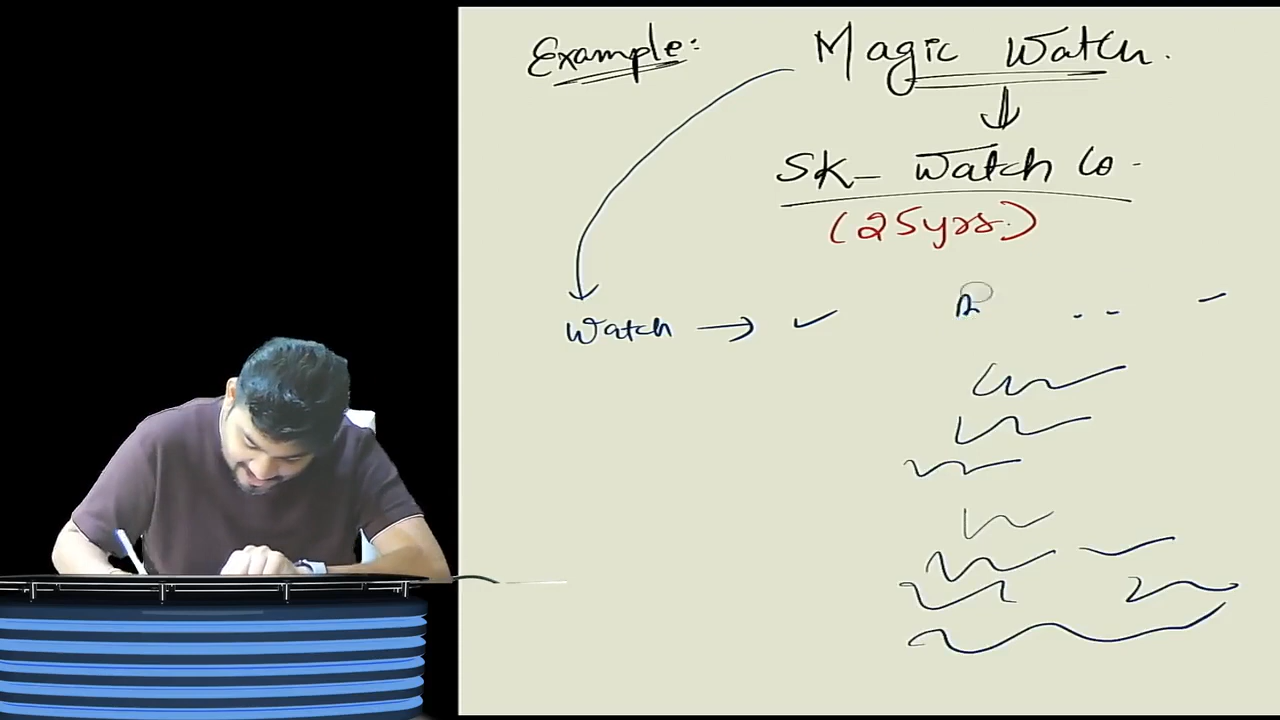 Example: Magic Watch.
SK- Watch Co.
(25yrs.)
Watch →